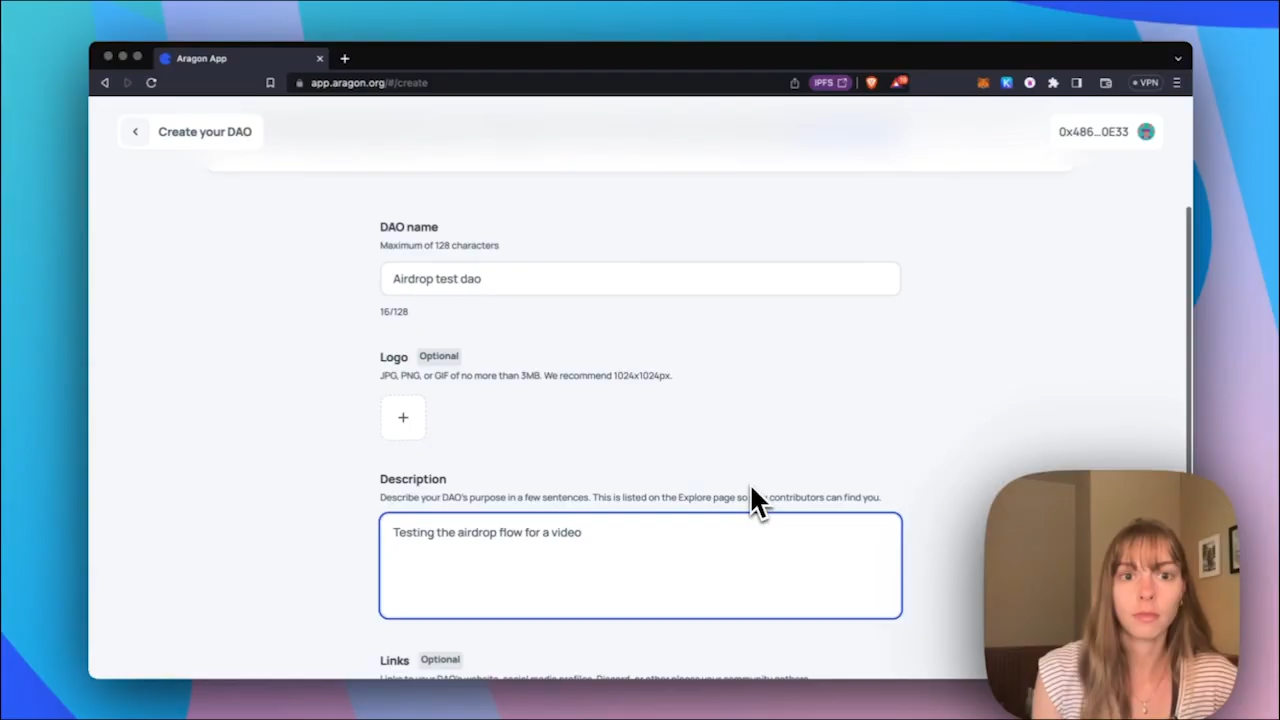 Aragon App
app.aragon.org/#/create
IPFS
VPN
Create your DAO
0x486...0E33
DAO name
Maximum of 128 characters
Airdrop test dao
16/128
Logo Optional
JPG, PNG, or GIF of no more than 3MB. We recommend 1024x1024px.
Description
Describe your DAO's purpose in a few sentences. This is listed on the Explore page so contributors can find you.
Testing the airdrop flow for a video
Links Optional